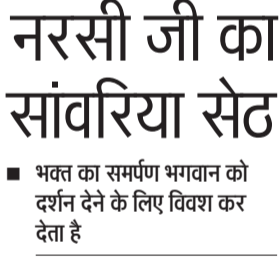 नरसी जी का
सांवरिया सेठ
■ भक्त का समर्पण भगवान को
दर्शन देने के लिए विवश कर
देता है